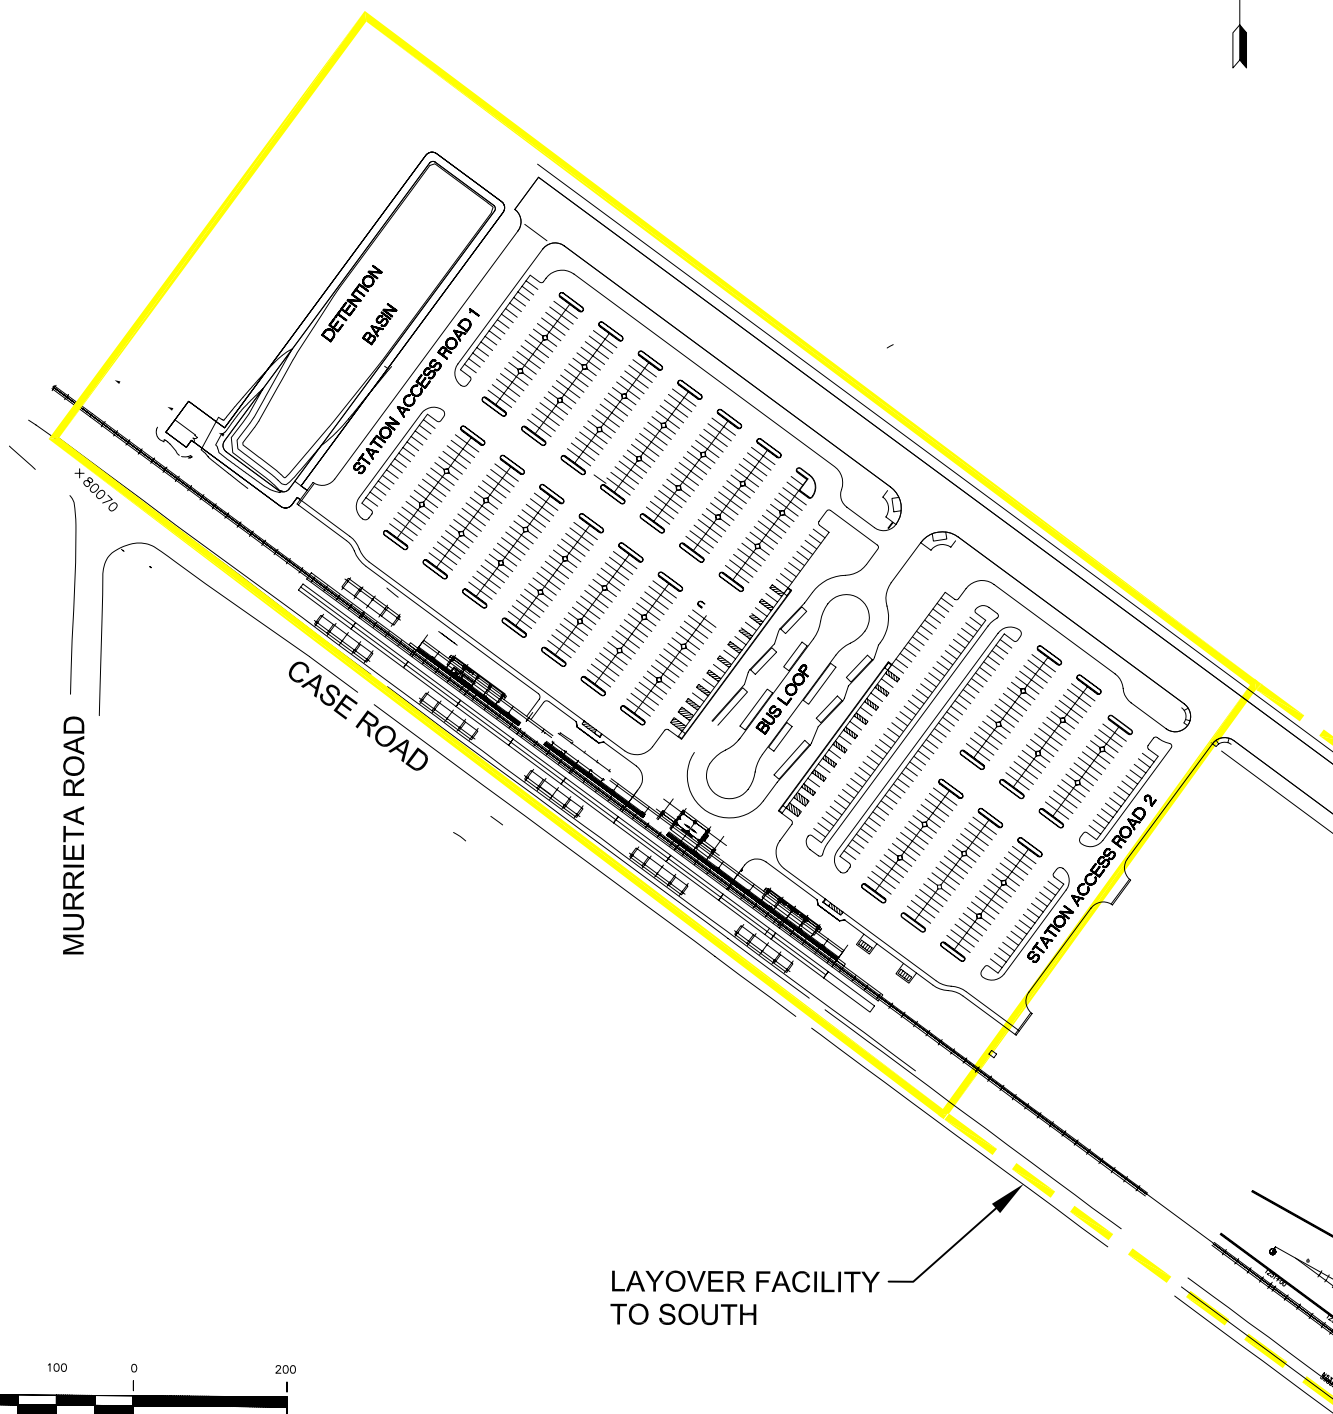 DETENTION
BASIN
STATION ACCESS ROAD 1
80070
CASE ROAD
BUS LOOP
MURRIETA ROAD
STATION ACCESS ROAD 2
LAYOVER FACILITY
TO SOUTH
100 0 200